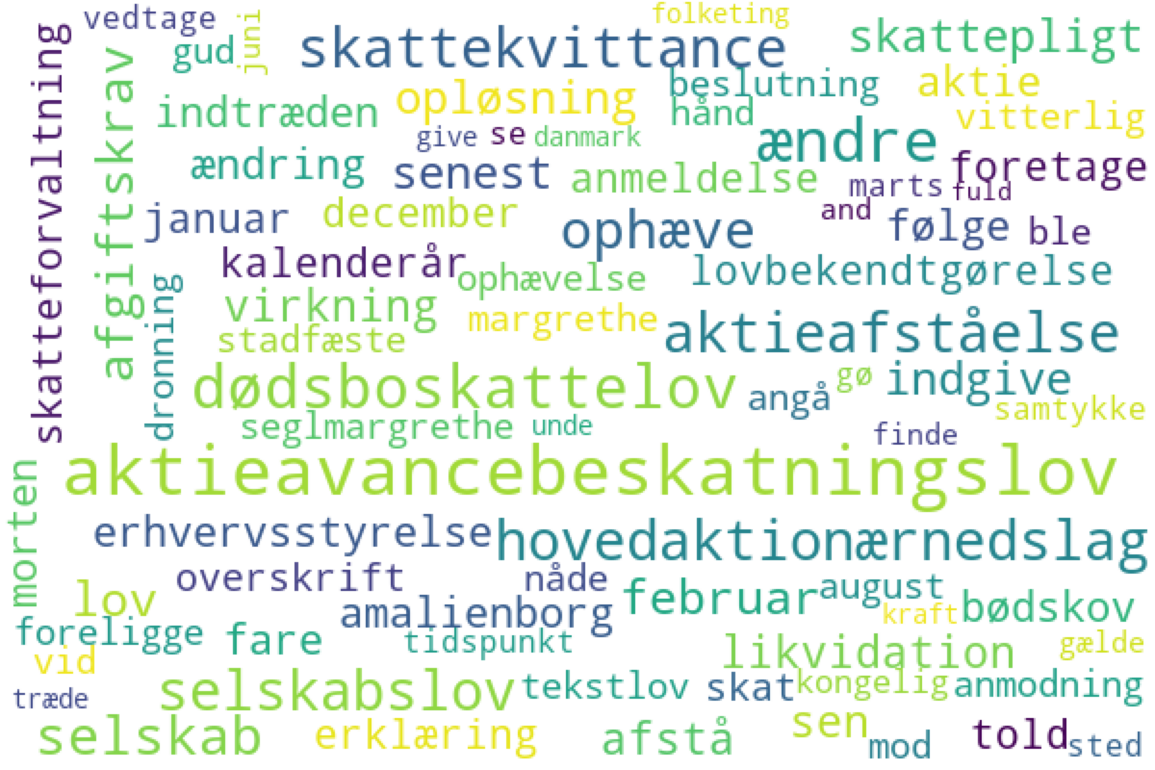 vedtage
folketing
juni
gud
skattekvittance
skattepligt
skatteforvaltning
afgiftskrav
indtræden
opløsning
beslutning
aktie
hånd
vitterlig
give
se
danmark
ændre
ændring
senest
anmeldelse
foretage
marts
fuld
januar
december
ophæve
and
følge
ble
kalenderår
ophævelse
lovbekendtgørelse
dronning
virkning
margrethe
aktieafståelse
stadfæste
dødsboskattelov
angå
gø
indgive
samtykke
seglmargrethe
unde
finde
aktieavancebeskatningslov
morten
erhvervsstyrelse
hovedaktionærnedslag
overskrift
nåde
februar
august
lov
amalienborg
kraft
bødskov
foreligge
fare
tidspunkt
likvidation
gælde
vid
træde
selskabslov
tekstlov
skat
kongelig
anmodning
selskab
erklæring
afstå
sen
mod
told
sted